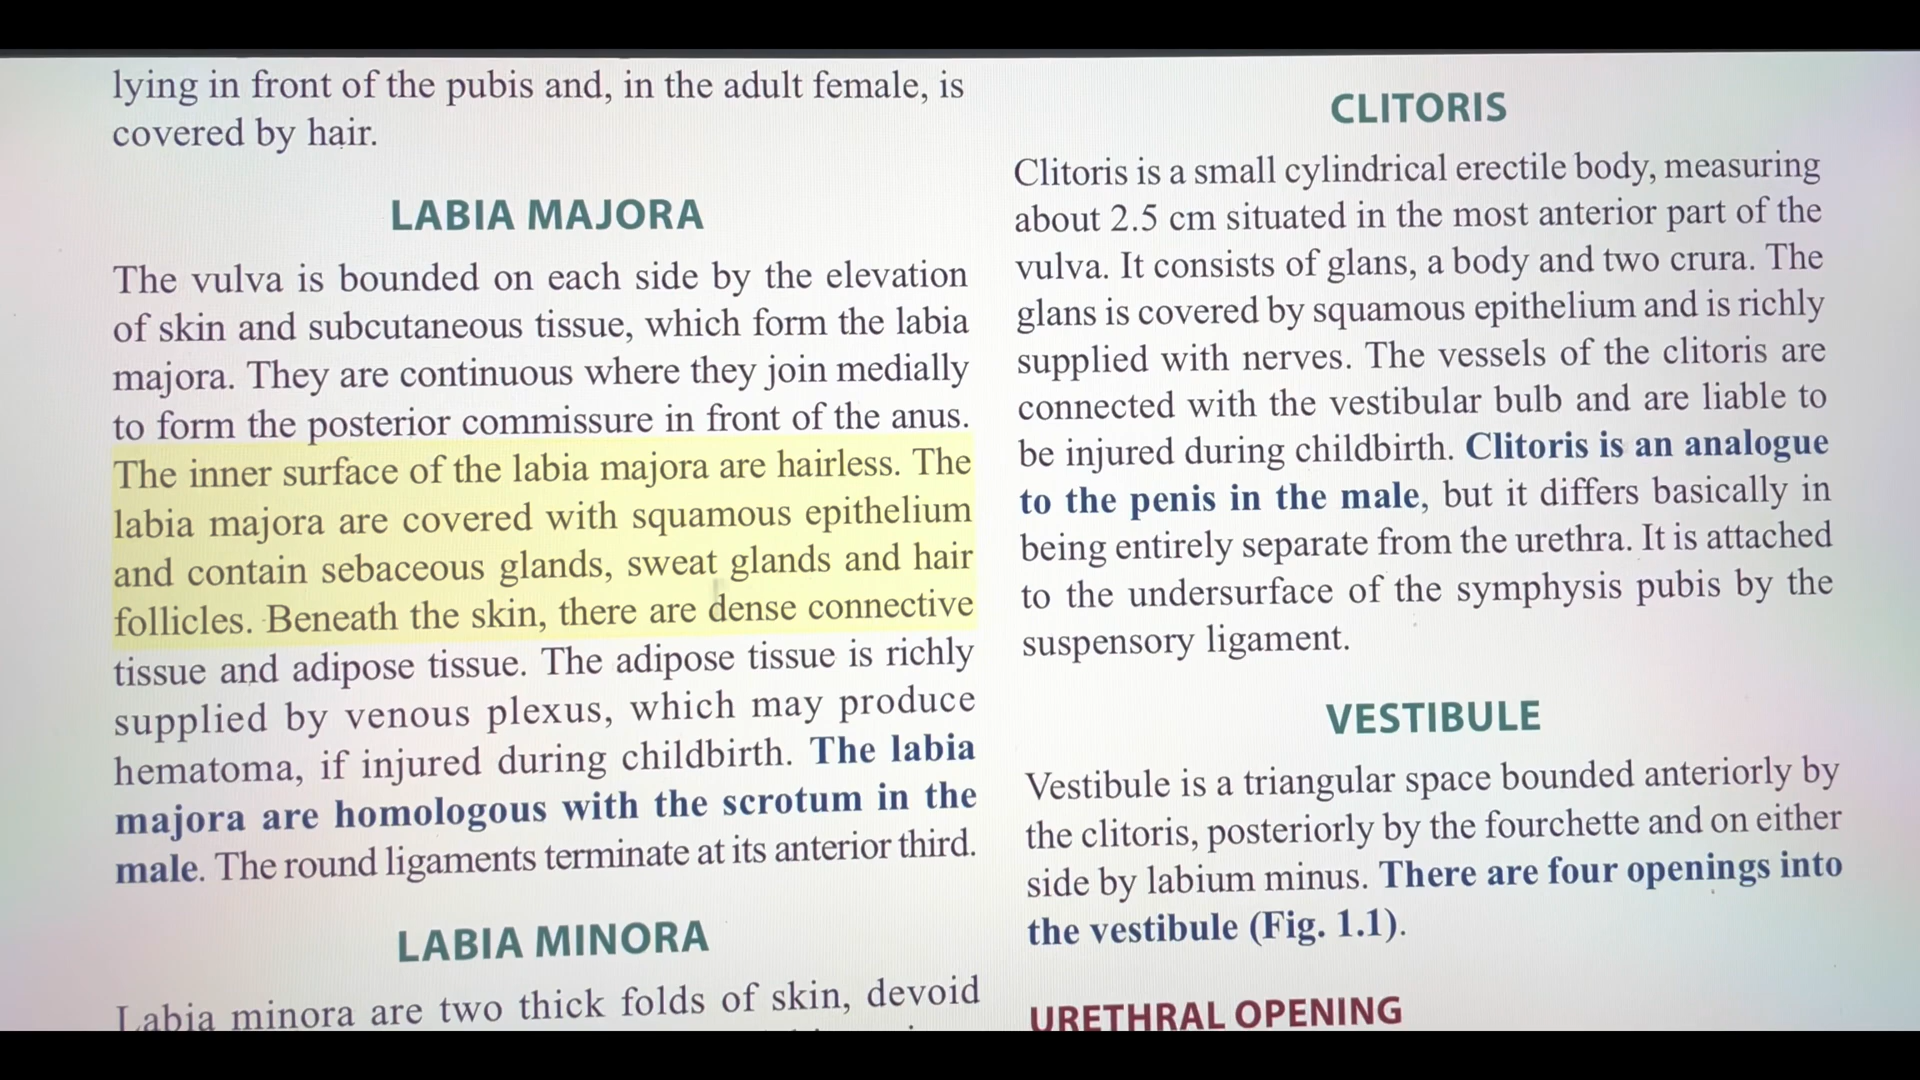 lying in front of the pubis and, in the adult female, is
covered by hair.
LABIA MAJORA
The vulva is bounded on each side by the elevation
of skin and subcutaneous tissue, which form the labia
majora. They are continuous where they join medially
to form the posterior commissure in front of the anus.
The inner surface of the labia majora are hairless. The
labia majora are covered with squamous epithelium
and contain sebaceous glands, sweat glands and hair
follicles. Beneath the skin, there are dense connective
tissue and adipose tissue. The adipose tissue is richly
supplied by venous plexus, which may produce
hematoma, if injured during childbirth. The labia
majora are homologous with the scrotum in the
male. The round ligaments terminate at its anterior third.
LABIA MINORA
Labia minora are two thick folds of skin, devoid
CLITORIS
Clitoris is a small cylindrical erectile body, measuring
about 2.5 cm situated in the most anterior part of the
vulva. It consists of glans, a body and two crura. The
glans is covered by squamous epithelium and is richly
supplied with nerves. The vessels of the clitoris are
connected with the vestibular bulb and are liable to
be injured during childbirth. Clitoris is an analogue
to the penis in the male, but it differs basically in
being entirely separate from the urethra. It is attached
to the undersurface of the symphysis pubis by the
suspensory ligament.
VESTIBULE
Vestibule is a triangular space bounded anteriorly by
the clitoris, posteriorly by the fourchette and on either
side by labium minus. There are four openings into
the vestibule (Fig. 1.1).
URETHRAL OPENING